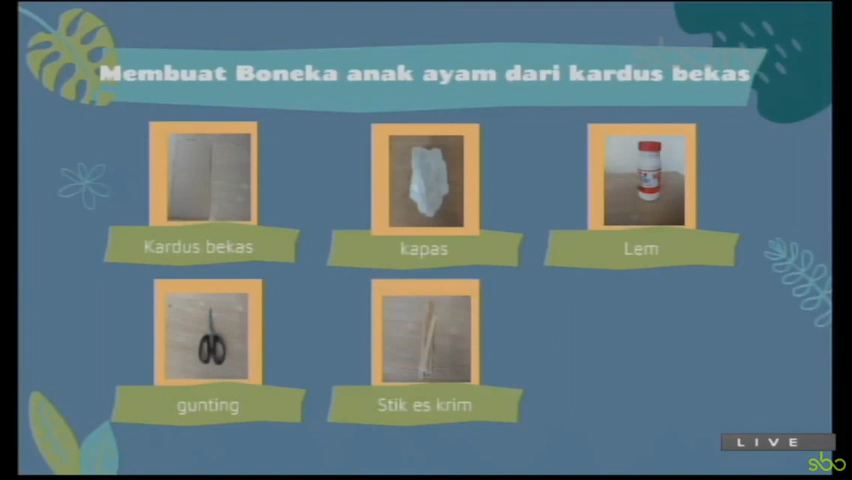 Membuat Boneka anak ayam dari kardus bekas
Kardus bekas
kapas
Lem
gunting
Stik es krim
LIVE
sbo